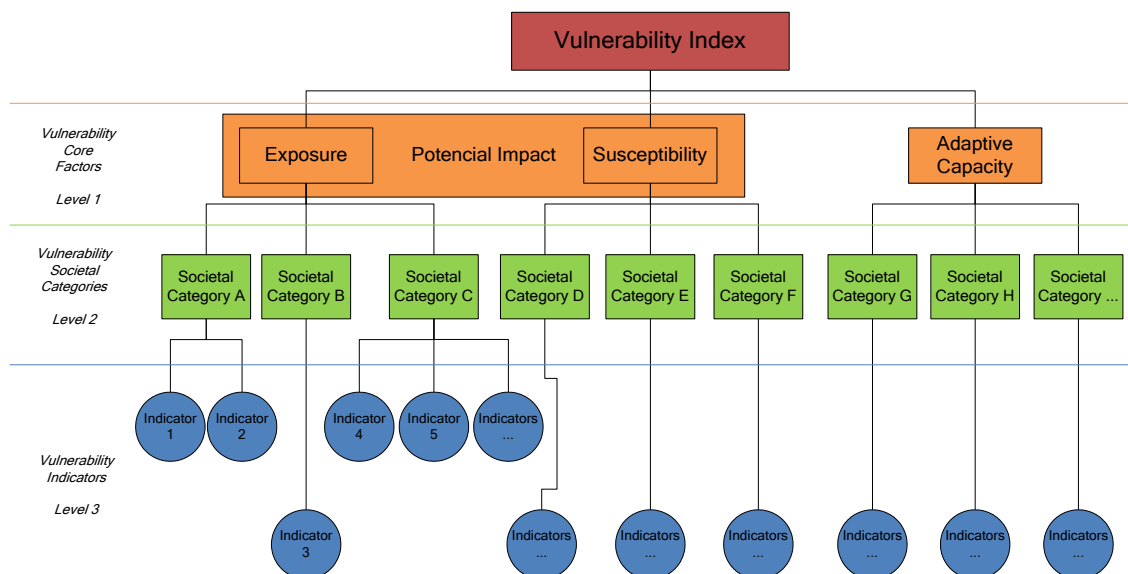 Vulnerability Index
Vulnerability
Core
Factors
Level 1
Exposure
Potencial Impact
Susceptibility
Adaptive
Capacity
Vulnerability
Societal
Categories
Level 2
Societal
Category A
Societal
Category B
Societal
Category C
Societal
Category D
Societal
Category E
Societal
Category F
Societal
Category G
Societal
Category H
Societal
Category ...
Vulnerability
Indicators
Level 3
Indicator
1
Indicator
2
Indicator
4
Indicator
5
Indicators
...
Indicator
3
Indicators
...
Indicators
...
Indicators
...
Indicators
...
Indicators
...
Indicators
...